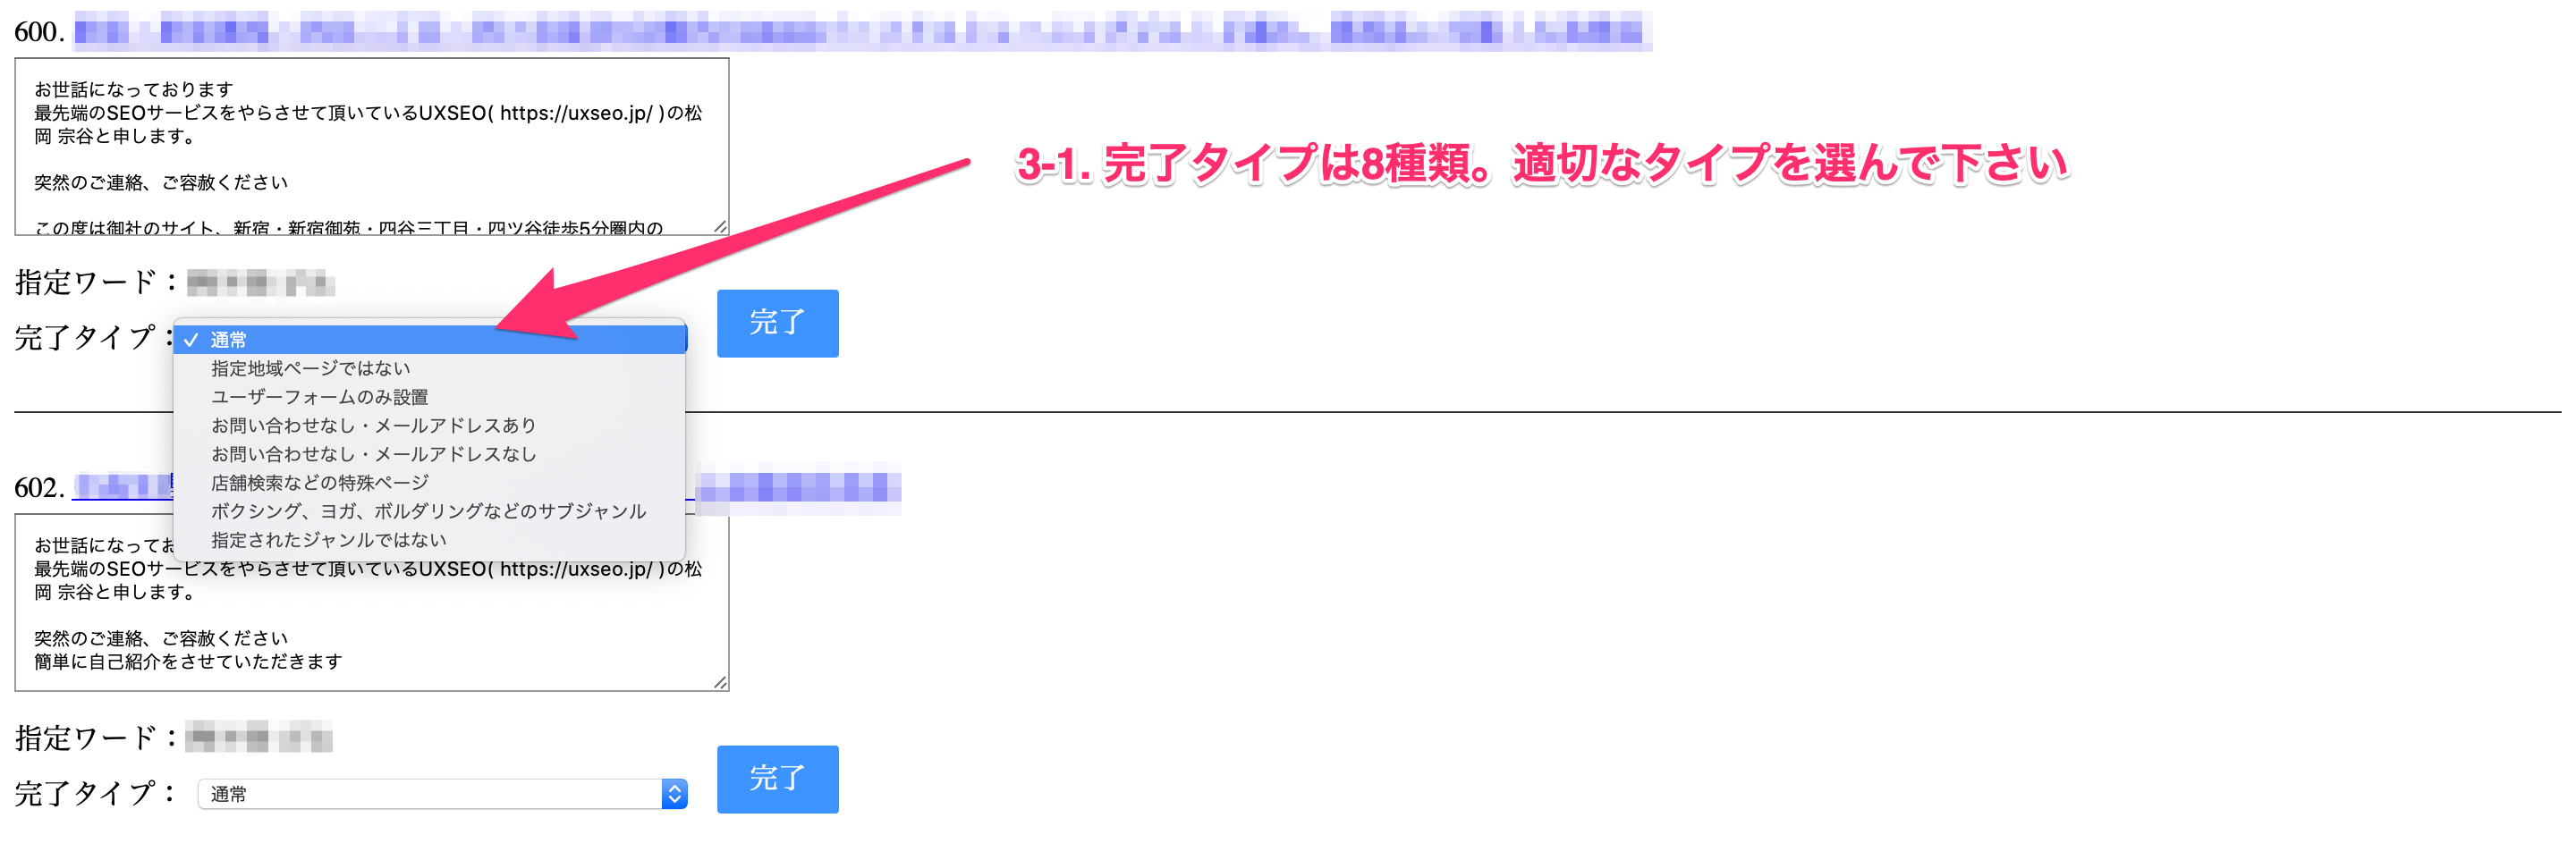 600.
お世話になっております
最先端のSEOサービスをやらさせて頂いているUXSEO( https://uxseo.jp/ )の松
岡 宗谷と申します。
突然のご連絡、ご容赦ください
この度は御社のサイト、新宿・新宿御苑・四谷三丁目・四ツ谷徒歩5分圏内の
3-1. 完了タイプは8種類。適切なタイプを選んで下さい
指定ワード：
完了タイプ：
✓ 通常
指定地域ページではない
ユーザーフォームのみ設置
お問い合わせなし・メールアドレスあり
お問い合わせなし・メールアドレスなし
店舗検索などの特殊ページ
ボクシング、ヨガ、ボルダリングなどのサブジャンル
指定されたジャンルではない
完了
602.
お世話になってお
最先端のSEOサービスをやらさせて頂いているUXSEO( https://uxseo.jp/ )の松
岡 宗谷と申します。
突然のご連絡、ご容赦ください
簡単に自己紹介をさせていただきます
指定ワード：
完了タイプ： 通常
完了